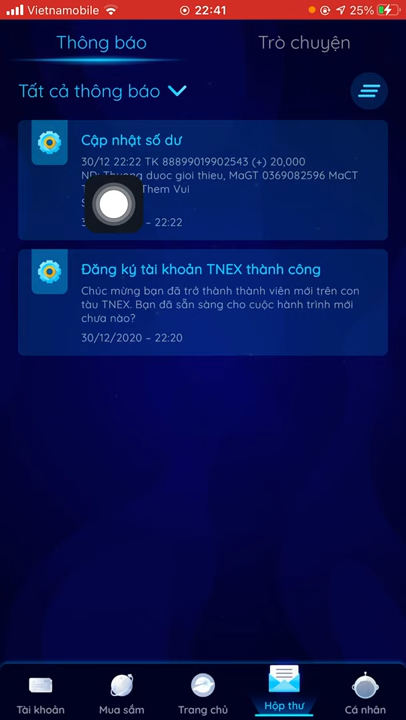 Vietnamobile
22:41
25%
Thông báo
Trò chuyện
Tất cả thông báo
Cập nhật số dư
30/12 22:22 TK 88899019902543 (+) 20,000
ND: Thuong duoc gioi thieu, MaGT 0369082596 MaCT
Them Vui
– 22:22
Đăng ký tài khoản TNEX thành công
Chúc mừng bạn đã trở thành thành viên mới trên con
tàu TNEX. Bạn đã sẵn sàng cho cuộc hành trình mới
chưa nào?
30/12/2020 – 22:20
Tài khoản
Mua sắm
Trang chủ
Hộp thư
Cá nhân